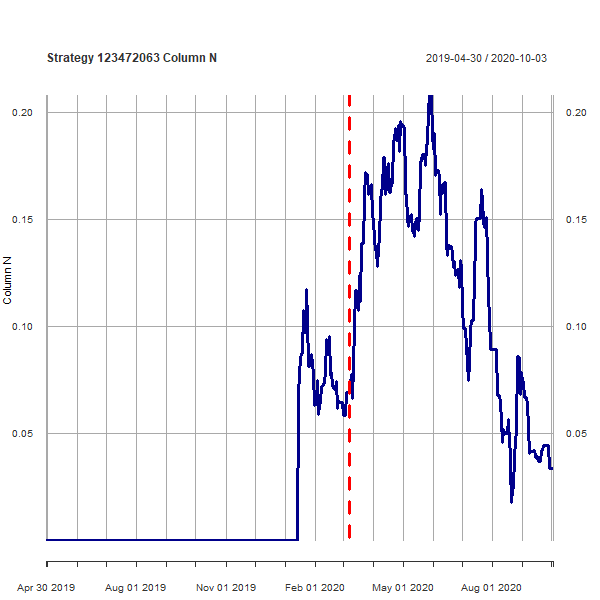 Strategy 123472063 Column N
2019-04-30 / 2020-10-03
0.20
0.20
0.15
0.15
Column N
0.10
0.10
0.05
0.05
Apr 30 2019
Aug 01 2019
Nov 01 2019
Feb 01 2020
May 01 2020
Aug 01 2020